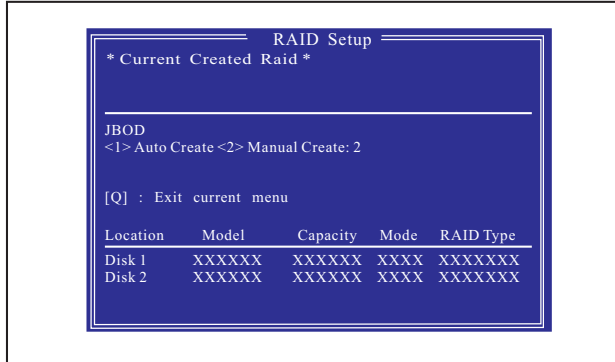 RAID Setup
* Current Created Raid *
JBOD
<1> Auto Create <2> Manual Create: 2
[Q] : Exit current menu
Location Model Capacity Mode RAID Type
Disk 1 XXXXXX XXXXXX XXXX XXXXXXX
Disk 2 XXXXXX XXXXXX XXXX XXXXXXX